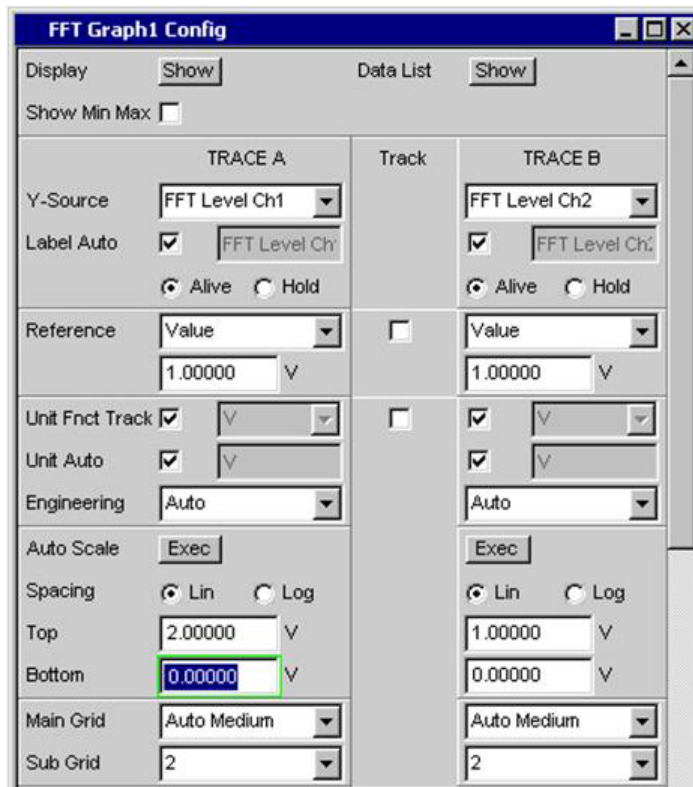 FFT Graph1 Config
Display Show Data List Show
Show Min Max
TRACE A Track TRACE B
Y-Source FFT Level Ch1 FFT Level Ch2
Label Auto FFT Level Ch FFT Level Ch
Alive Hold Alive Hold
Reference Value Value
1.00000 V 1.00000 V
Unit Fnct Track V V
Unit Auto V V
Engineering Auto Auto
Auto Scale Exec Exec
Spacing Lin Log Lin Log
Top 2.00000 V 1.00000 V
Bottom 0.00000 V 0.00000 V
Main Grid Auto Medium Auto Medium
Sub Grid 2 2